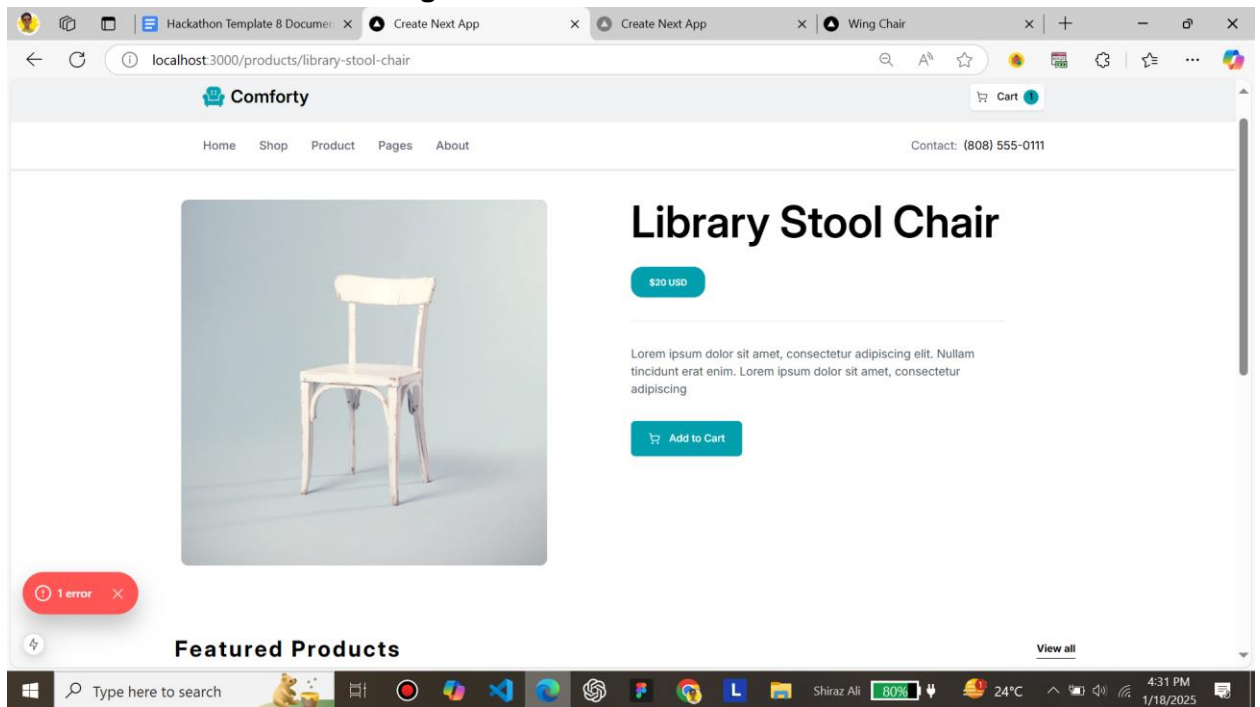 Hackathon Template 8 Documen
Create Next App
Create Next App
Wing Chair
localhost:3000/products/library-stool-chair
Comforty
Cart 1
Home Shop Product Pages About
Contact: (808) 555-0111
Library Stool Chair
$20 USD
Lorem ipsum dolor sit amet, consectetur adipiscing elit. Nullam
tincidunt erat enim. Lorem ipsum dolor sit amet, consectetur
adipiscing
Add to Cart
1 error
Featured Products
View all
Type here to search
L
Shiraz Ali
80%
24°C
4:31 PM
1/18/2025